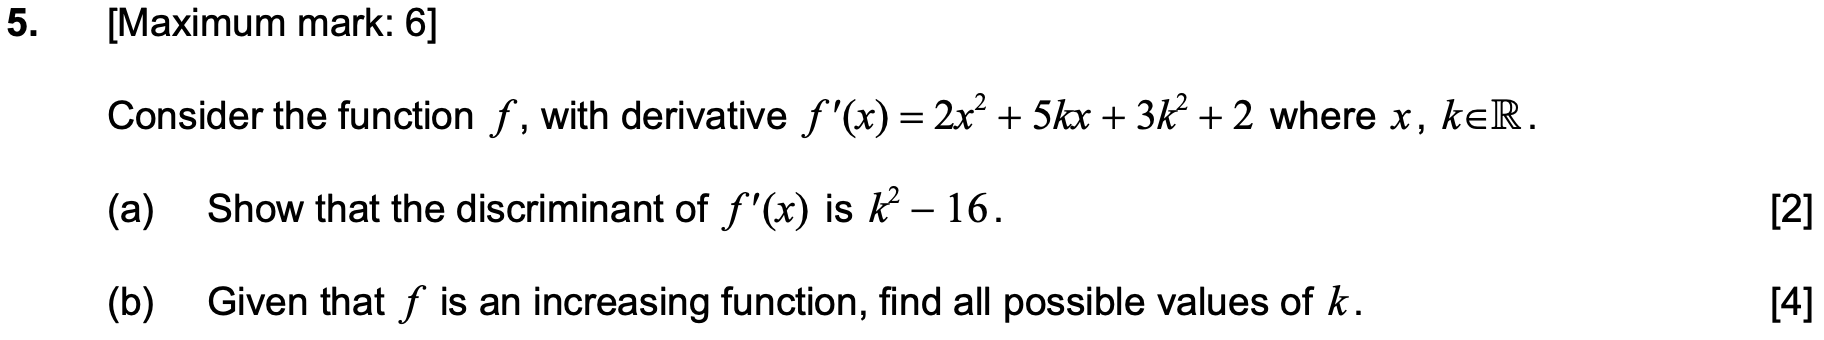 5. [Maximum mark: 6]
Consider the function f, with derivative f′(x) = 2x² + 5kx + 3k² + 2 where x, k∈ℝ.
(a) Show that the discriminant of f′(x) is k² – 16. [2]
(b) Given that f is an increasing function, find all possible values of k. [4]